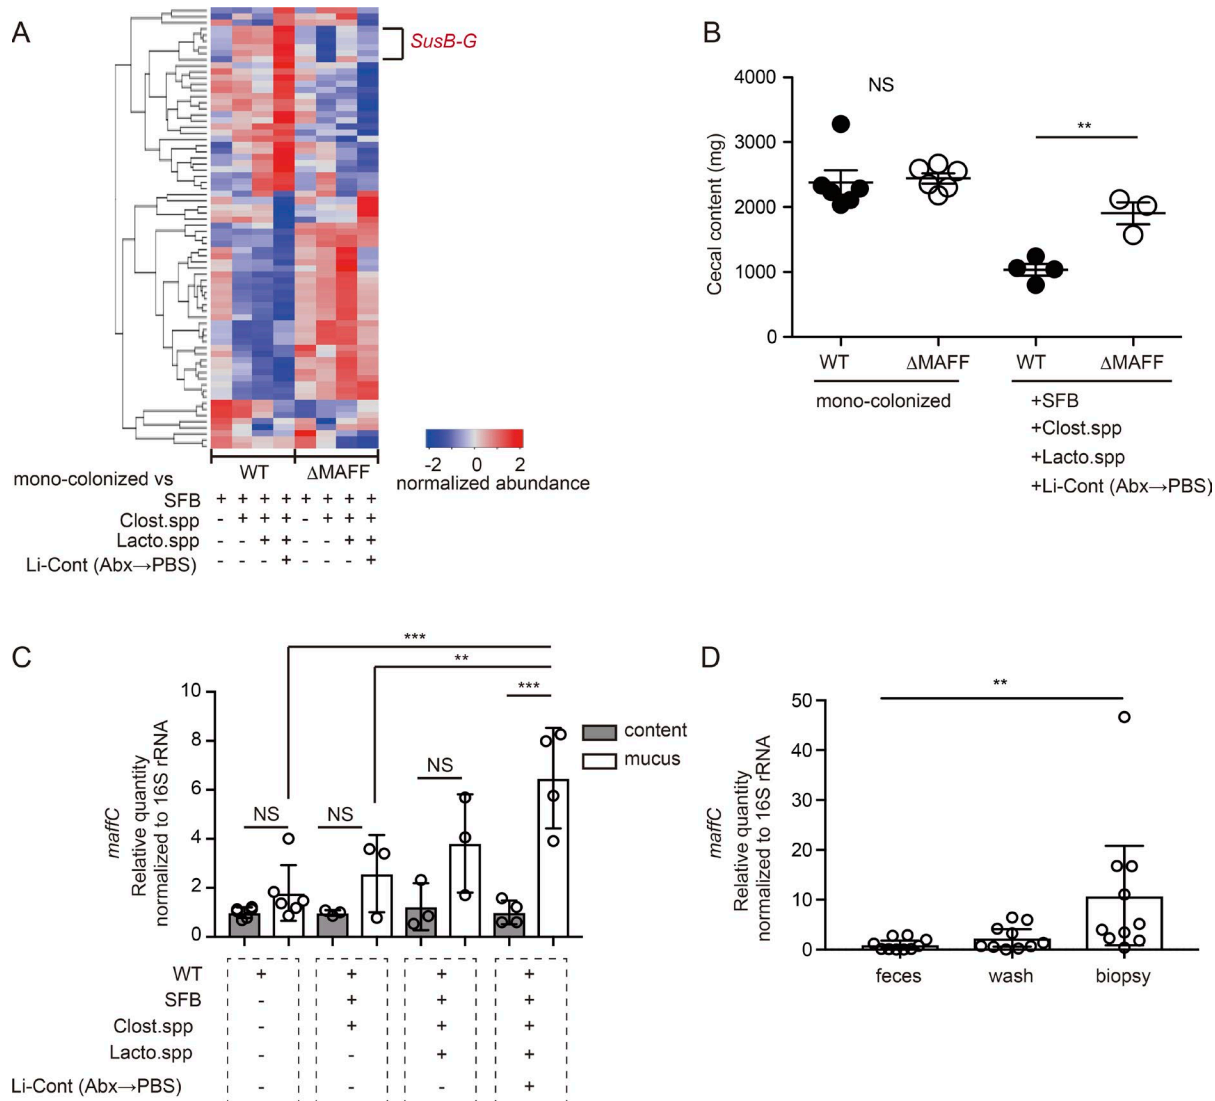 A
SusB-G
-2 0 2
normalized abundance
WT ΔMAFF
mono-colonized vs
SFB + + + + + + + +
Clost.spp - + + + - + + +
Lacto.spp - - + + - - + +
Li-Cont (Abx→PBS) - - - + - - - +
B
Cecal content (mg)
4000
3000
2000
1000
0
NS
**
WT ΔMAFF WT ΔMAFF
mono-colonized
+SFB
+Clost.spp
+Lacto.spp
+Li-Cont (Abx→PBS)
C
maffC
Relative quantity
normalized to 16S rRNA
10
8
6
4
2
0
***
**
***
NS
NS
NS
content
mucus
WT + + + +
SFB - + + +
Clost.spp - + + +
Lacto.spp - - + +
Li-Cont (Abx→PBS) - - - +
D
maffC
Relative quantity
normalized to 16S rRNA
50
40
30
20
10
0
**
feces wash biopsy